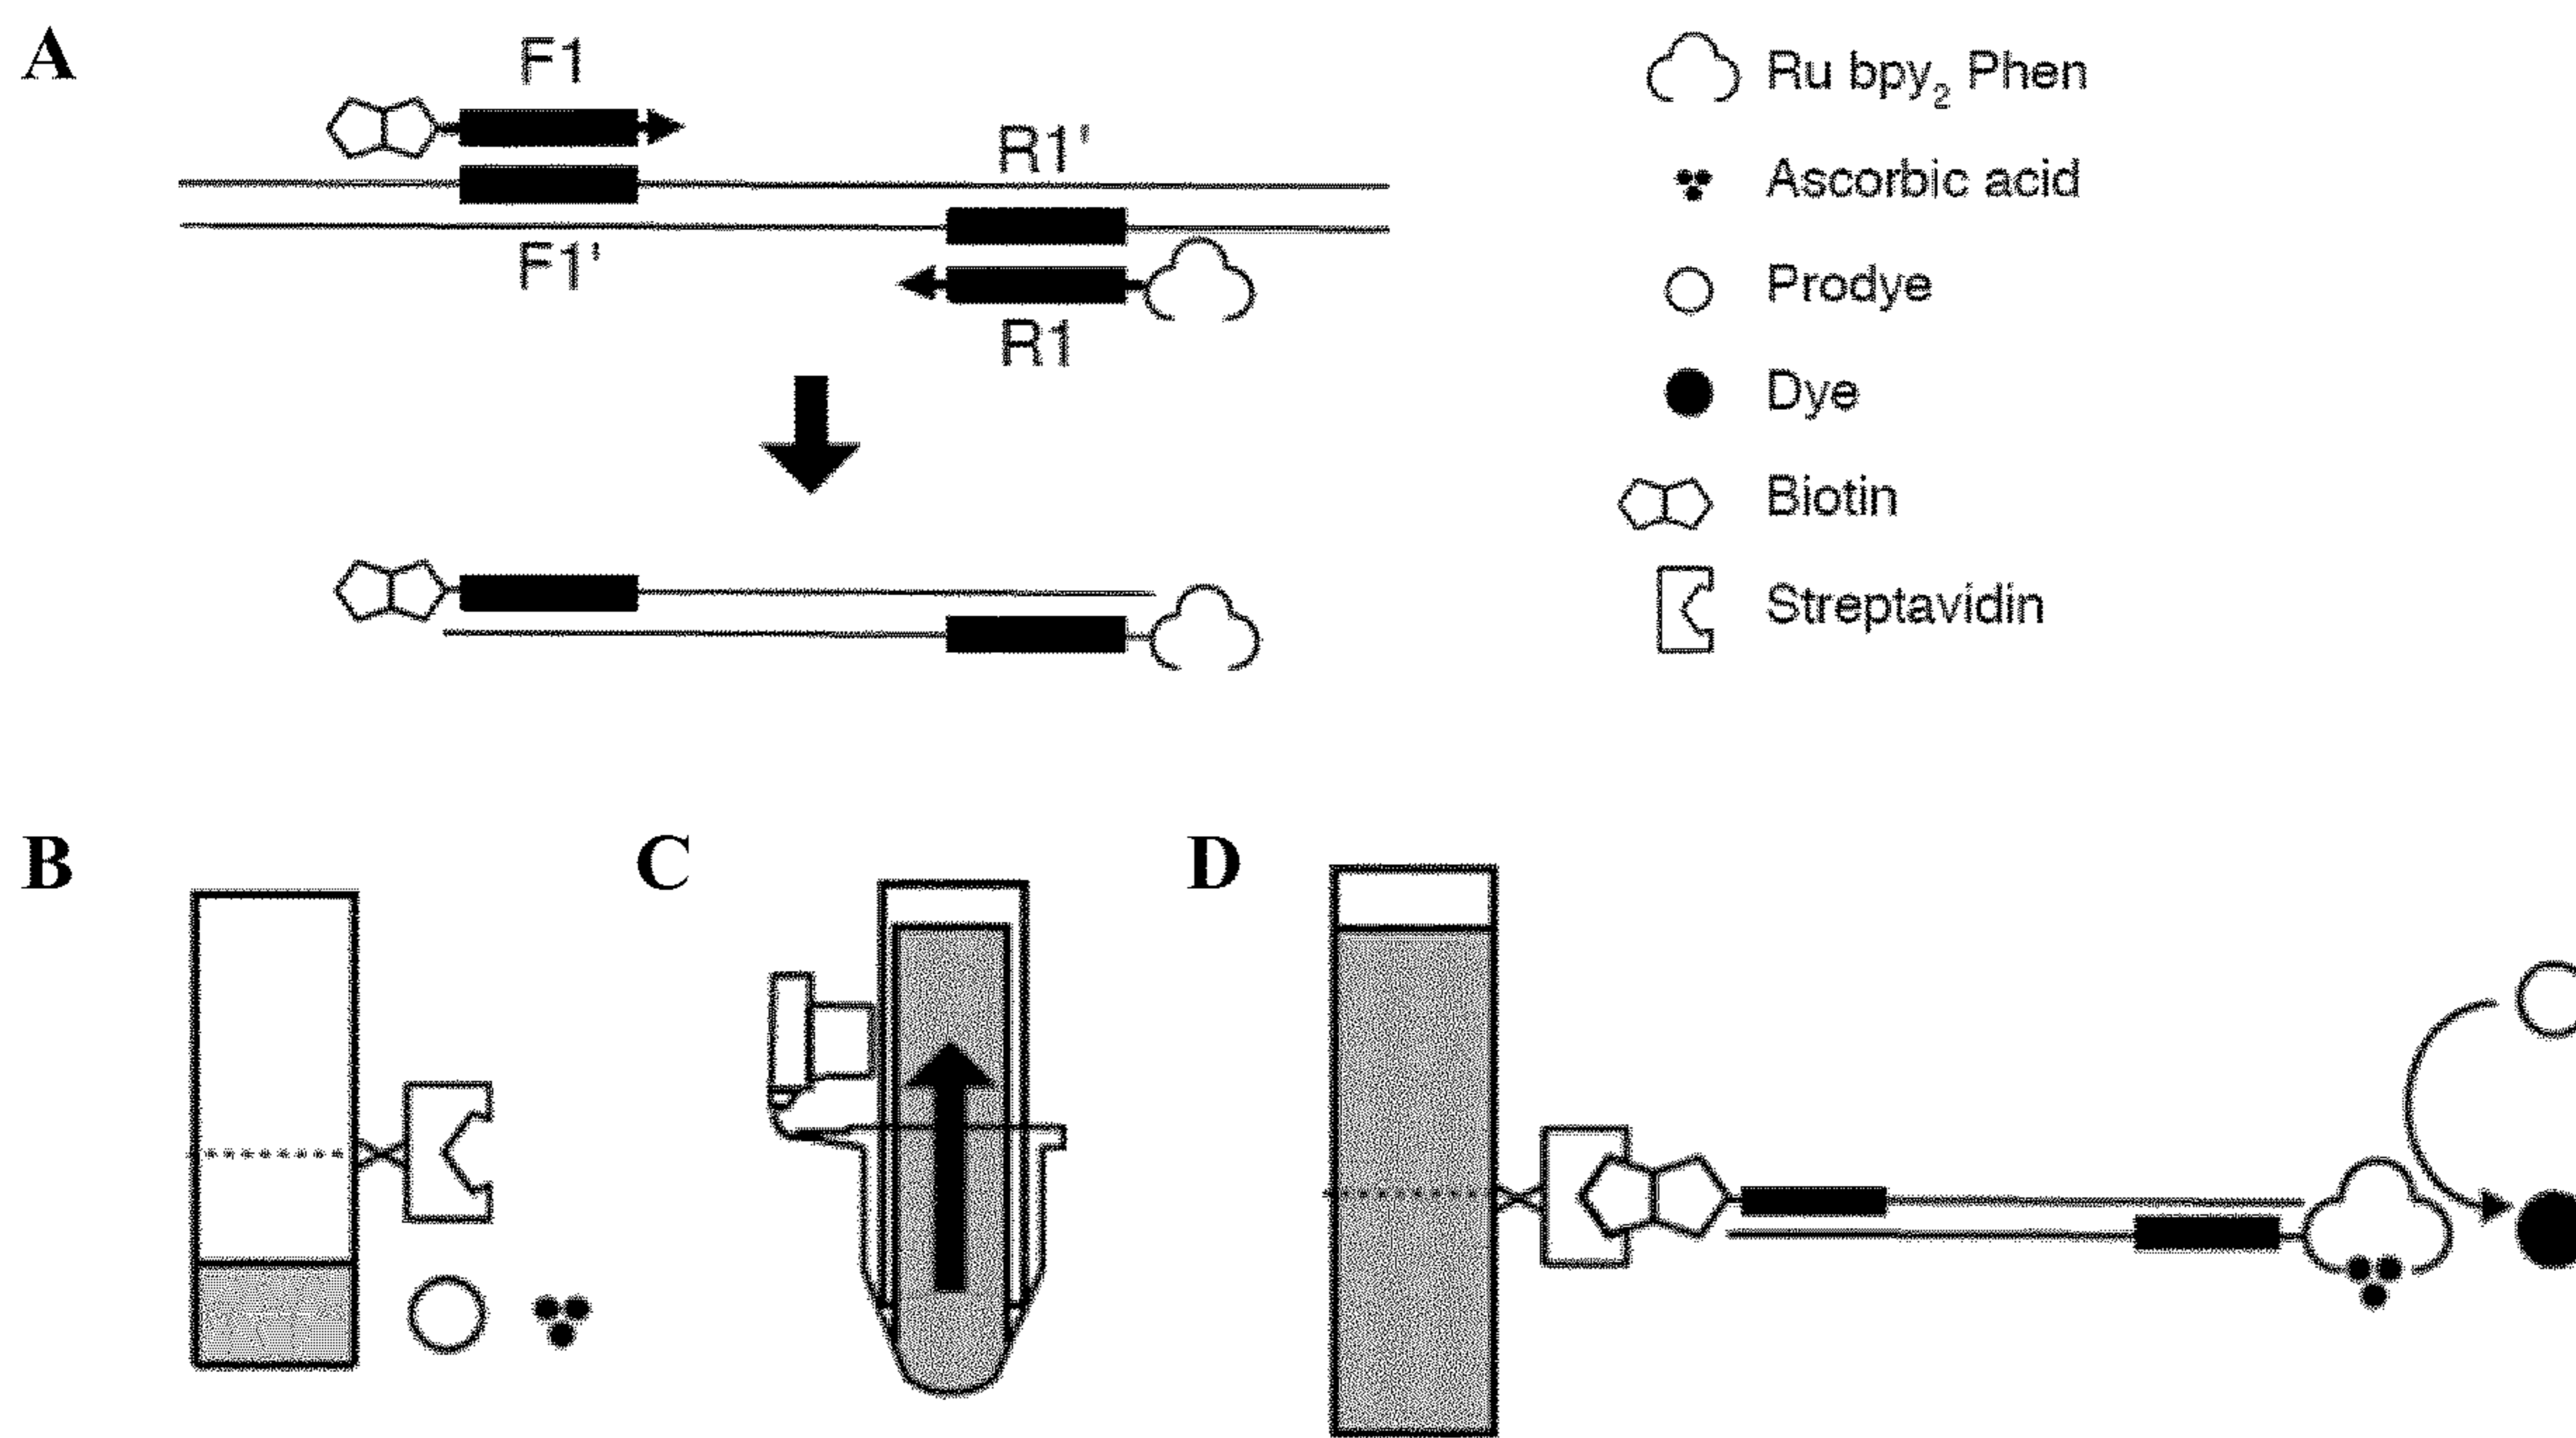 A
F1
R1'
F1'
R1
Ru bpy₂ Phen
Ascorbic acid
Prodye
Dye
Biotin
Streptavidin
B
C
D